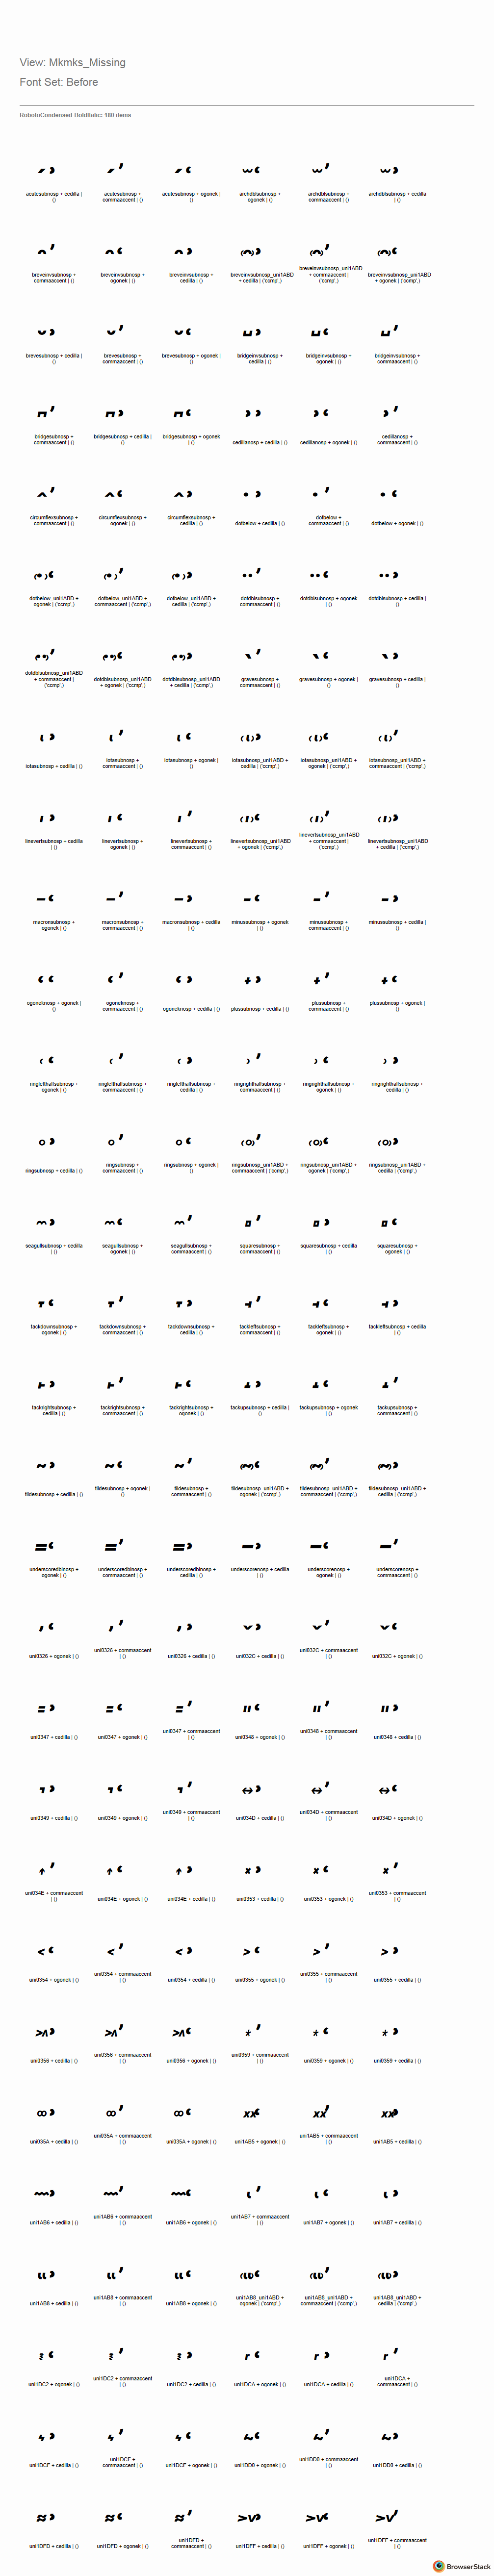 View: Mkmks_Missing
Font Set: Before
RobotoCondensed-BoldItalic: 180 items
acutesubnosp + cedilla |
()
acutesubnosp +
commaaccent | ()
acutesubnosp + ogonek |
()
archdblsubnosp +
ogonek | ()
archdblsubnosp +
commaaccent | ()
archdblsubnosp + cedilla
| ()
breveinvsubnosp +
commaaccent | ()
breveinvsubnosp +
ogonek | ()
breveinvsubnosp +
cedilla | ()
breveinvsubnosp_uni1ABD
+ cedilla | ('ccmp',)
breveinvsubnosp_uni1ABD
+ commaaccent |
('ccmp',)
breveinvsubnosp_uni1ABD
+ ogonek | ('ccmp',)
brevesubnosp + cedilla |
()
brevesubnosp +
commaaccent | ()
brevesubnosp + ogonek |
()
bridgeinvsubnosp +
cedilla | ()
bridgeinvsubnosp +
ogonek | ()
bridgeinvsubnosp +
commaaccent | ()
bridgesubnosp +
commaaccent | ()
bridgesubnosp + cedilla |
()
bridgesubnosp + ogonek
| ()
cedillanosp + cedilla | ()
cedillanosp + ogonek | ()
cedillanosp +
commaaccent | ()
circumflexsubnosp +
commaaccent | ()
circumflexsubnosp +
ogonek | ()
circumflexsubnosp +
cedilla | ()
dotbelow + cedilla | ()
dotbelow +
commaaccent | ()
dotbelow + ogonek | ()
dotbelow_uni1ABD +
ogonek | ('ccmp',)
dotbelow_uni1ABD +
commaaccent | ('ccmp',)
dotbelow_uni1ABD +
cedilla | ('ccmp',)
dotdblsubnosp +
commaaccent | ()
dotdblsubnosp + ogonek
| ()
dotdblsubnosp + cedilla |
()
dotdblsubnosp_uni1ABD
+ commaaccent |
('ccmp',)
dotdblsubnosp_uni1ABD
+ ogonek | ('ccmp',)
dotdblsubnosp_uni1ABD
+ cedilla | ('ccmp',)
gravesubnosp +
commaaccent | ()
gravesubnosp + ogonek |
()
gravesubnosp + cedilla |
()
iotasubnosp + cedilla | ()
iotasubnosp +
commaaccent | ()
iotasubnosp + ogonek |
()
iotasubnosp_uni1ABD +
cedilla | ('ccmp',)
iotasubnosp_uni1ABD +
ogonek | ('ccmp',)
iotasubnosp_uni1ABD +
commaaccent | ('ccmp',)
linevertsubnosp + cedilla
| ()
linevertsubnosp +
ogonek | ()
linevertsubnosp +
commaaccent | ()
linevertsubnosp_uni1ABD
+ ogonek | ('ccmp',)
linevertsubnosp_uni1ABD
+ commaaccent |
('ccmp',)
linevertsubnosp_uni1ABD
+ cedilla | ('ccmp',)
macronsubnosp +
ogonek | ()
macronsubnosp +
commaaccent | ()
macronsubnosp + cedilla
| ()
minussubnosp + ogonek
| ()
minussubnosp +
commaaccent | ()
minussubnosp + cedilla |
()
ogoneknosp + ogonek |
()
ogoneknosp +
commaaccent | ()
ogoneknosp + cedilla | ()
plussubnosp + cedilla | ()
plussubnosp +
commaaccent | ()
plussubnosp + ogonek |
()
ringlefthalfsubnosp +
ogonek | ()
ringlefthalfsubnosp +
commaaccent | ()
ringlefthalfsubnosp +
cedilla | ()
ringrighthalfsubnosp +
commaaccent | ()
ringrighthalfsubnosp +
ogonek | ()
ringrighthalfsubnosp +
cedilla | ()
ringsubnosp + cedilla | ()
ringsubnosp +
commaaccent | ()
ringsubnosp + ogonek |
()
ringsubnosp_uni1ABD +
commaaccent | ('ccmp',)
ringsubnosp_uni1ABD +
ogonek | ('ccmp',)
ringsubnosp_uni1ABD +
cedilla | ('ccmp',)
seagullsubnosp + cedilla
| ()
seagullsubnosp +
ogonek | ()
seagullsubnosp +
commaaccent | ()
squaresubnosp +
commaaccent | ()
squaresubnosp + cedilla
| ()
squaresubnosp +
ogonek | ()
tackdownsubnosp +
ogonek | ()
tackdownsubnosp +
commaaccent | ()
tackdownsubnosp +
cedilla | ()
tackleftsubnosp +
commaaccent | ()
tackleftsubnosp +
ogonek | ()
tackleftsubnosp + cedilla
| ()
tackrightsubnosp +
cedilla | ()
tackrightsubnosp +
commaaccent | ()
tackrightsubnosp +
ogonek | ()
tackupsubnosp + cedilla |
()
tackupsubnosp + ogonek
| ()
tackupsubnosp +
commaaccent | ()
tildesubnosp + cedilla | ()
tildesubnosp + ogonek |
()
tildesubnosp +
commaaccent | ()
tildesubnosp_uni1ABD +
ogonek | ('ccmp',)
tildesubnosp_uni1ABD +
commaaccent | ('ccmp',)
tildesubnosp_uni1ABD +
cedilla | ('ccmp',)
underscoredblnosp +
ogonek | ()
underscoredblnosp +
commaaccent | ()
underscoredblnosp +
cedilla | ()
underscorenosp + cedilla
| ()
underscorenosp +
ogonek | ()
underscorenosp +
commaaccent | ()
uni0326 + ogonek | ()
uni0326 + commaaccent
| ()
uni0326 + cedilla | ()
uni032C + cedilla | ()
uni032C + commaaccent
| ()
uni032C + ogonek | ()
uni0347 + cedilla | ()
uni0347 + ogonek | ()
uni0347 + commaaccent
| ()
uni0348 + ogonek | ()
uni0348 + commaaccent
| ()
uni0348 + cedilla | ()
uni0349 + cedilla | ()
uni0349 + ogonek | ()
uni0349 + commaaccent
| ()
uni034D + cedilla | ()
uni034D + commaaccent
| ()
uni034D + ogonek | ()
uni034E + commaaccent
| ()
uni034E + ogonek | ()
uni034E + cedilla | ()
uni0353 + cedilla | ()
uni0353 + ogonek | ()
uni0353 + commaaccent
| ()
uni0354 + ogonek | ()
uni0354 + commaaccent
| ()
uni0354 + cedilla | ()
uni0355 + ogonek | ()
uni0355 + commaaccent
| ()
uni0355 + cedilla | ()
uni0356 + cedilla | ()
uni0356 + commaaccent
| ()
uni0356 + ogonek | ()
uni0359 + commaaccent
| ()
uni0359 + ogonek | ()
uni0359 + cedilla | ()
uni035A + cedilla | ()
uni035A + commaaccent
| ()
uni035A + ogonek | ()
uni1AB5 + ogonek | ()
uni1AB5 + commaaccent
| ()
uni1AB5 + cedilla | ()
uni1AB6 + cedilla | ()
uni1AB6 + commaaccent
| ()
uni1AB6 + ogonek | ()
uni1AB7 + commaaccent
| ()
uni1AB7 + ogonek | ()
uni1AB7 + cedilla | ()
uni1AB8 + cedilla | ()
uni1AB8 + commaaccent
| ()
uni1AB8 + ogonek | ()
uni1AB8_uni1ABD +
ogonek | ('ccmp',)
uni1AB8_uni1ABD +
commaaccent | ('ccmp',)
uni1AB8_uni1ABD +
cedilla | ('ccmp',)
uni1DC2 + ogonek | ()
uni1DC2 + commaaccent
| ()
uni1DC2 + cedilla | ()
uni1DCA + ogonek | ()
uni1DCA + cedilla | ()
uni1DCA +
commaaccent | ()
uni1DCF + cedilla | ()
uni1DCF +
commaaccent | ()
uni1DCF + ogonek | ()
uni1DD0 + ogonek | ()
uni1DD0 + commaaccent
| ()
uni1DD0 + cedilla | ()
uni1DFD + cedilla | ()
uni1DFD + ogonek | ()
uni1DFD +
commaaccent | ()
uni1DFF + cedilla | ()
uni1DFF + ogonek | ()
uni1DFF + commaaccent
| ()
BrowserStack